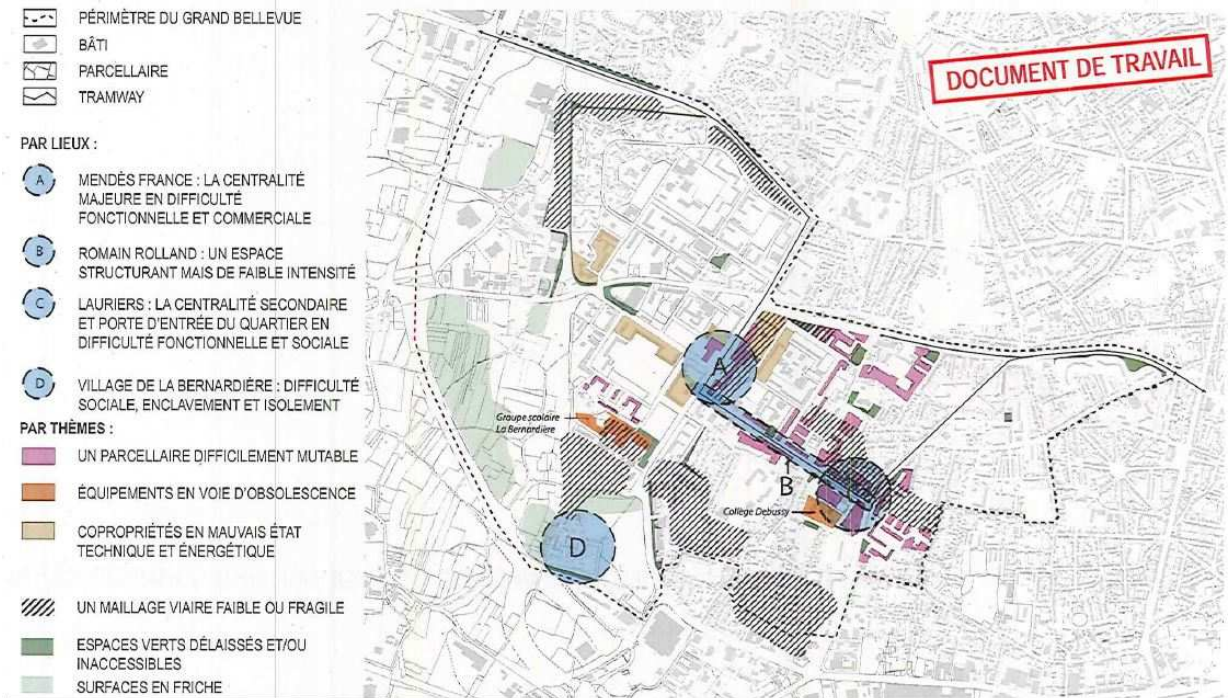 PÉRIMÈTRE DU GRAND BELLEVUE
BÂTI
PARCELLAIRE
TRAMWAY
PAR LIEUX :
A
MENDÈS FRANCE : LA CENTRALITÉ
MAJEURE EN DIFFICULTÉ
FONCTIONNELLE ET COMMERCIALE
B
ROMAIN ROLLAND : UN ESPACE
STRUCTURANT MAIS DE FAIBLE INTENSITÉ
C
LAURIERS : LA CENTRALITÉ SECONDAIRE
ET PORTE D'ENTRÉE DU QUARTIER EN
DIFFICULTÉ FONCTIONNELLE ET SOCIALE
D
VILLAGE DE LA BERNARDIÈRE : DIFFICULTÉ
SOCIALE, ENCLAVEMENT ET ISOLEMENT
PAR THÈMES :
UN PARCELLAIRE DIFFICILEMENT MUTABLE
ÉQUIPEMENTS EN VOIE D'OBSOLESCENCE
COPROPRIÉTÉS EN MAUVAIS ÉTAT
TECHNIQUE ET ÉNERGÉTIQUE
UN MAILLAGE VIAIRE FAIBLE OU FRAGILE
ESPACES VERTS DÉLAISSÉS ET/OU
INACCESSIBLES
SURFACES EN FRICHE
DOCUMENT DE TRAVAIL
A
Groupe scolaire
La Bernardière
B
Collège Debussy
D